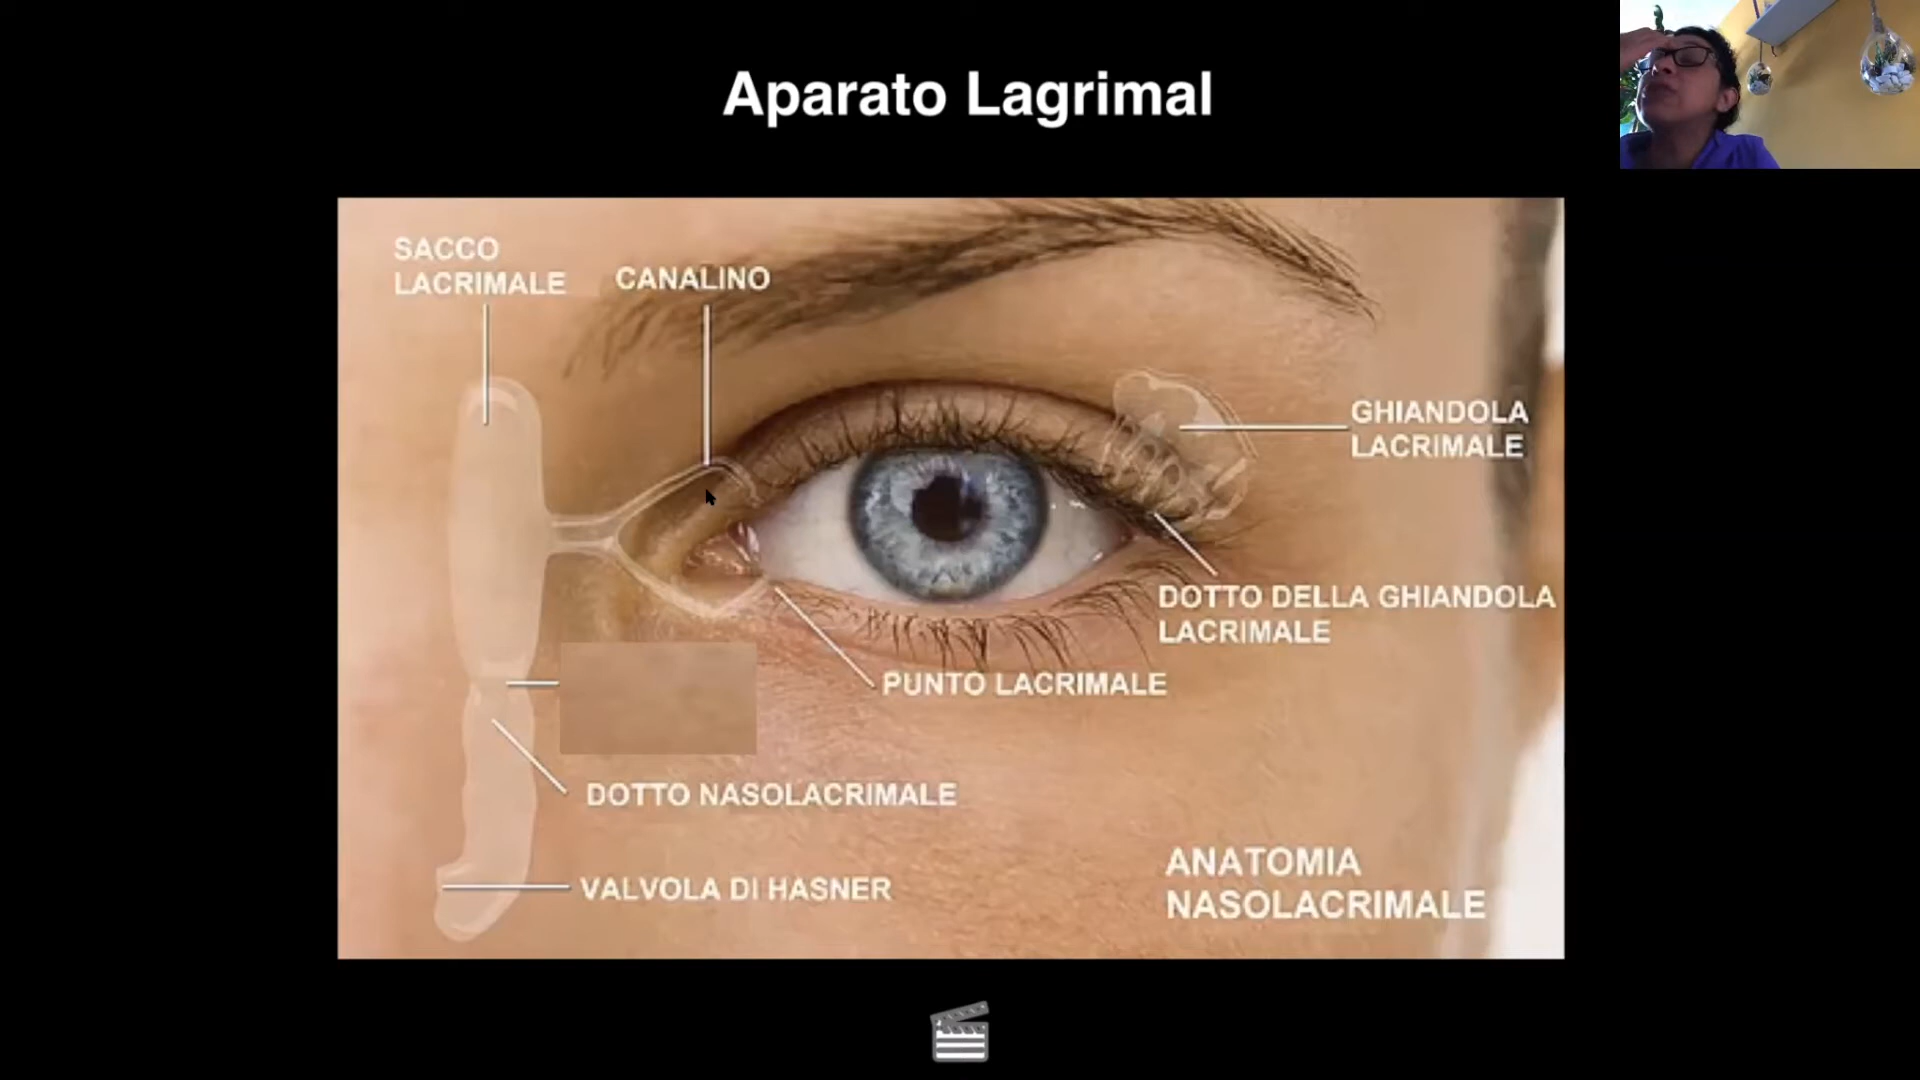 Aparato Lagrimal
SACCO
LACRIMALE
CANALINO
GHIANDOLA
LACRIMALE
DOTTO DELLA GHIANDOLA
LACRIMALE
PUNTO LACRIMALE
DOTTO NASOLACRIMALE
VALVOLA DI HASNER
ANATOMIA
NASOLACRIMALE